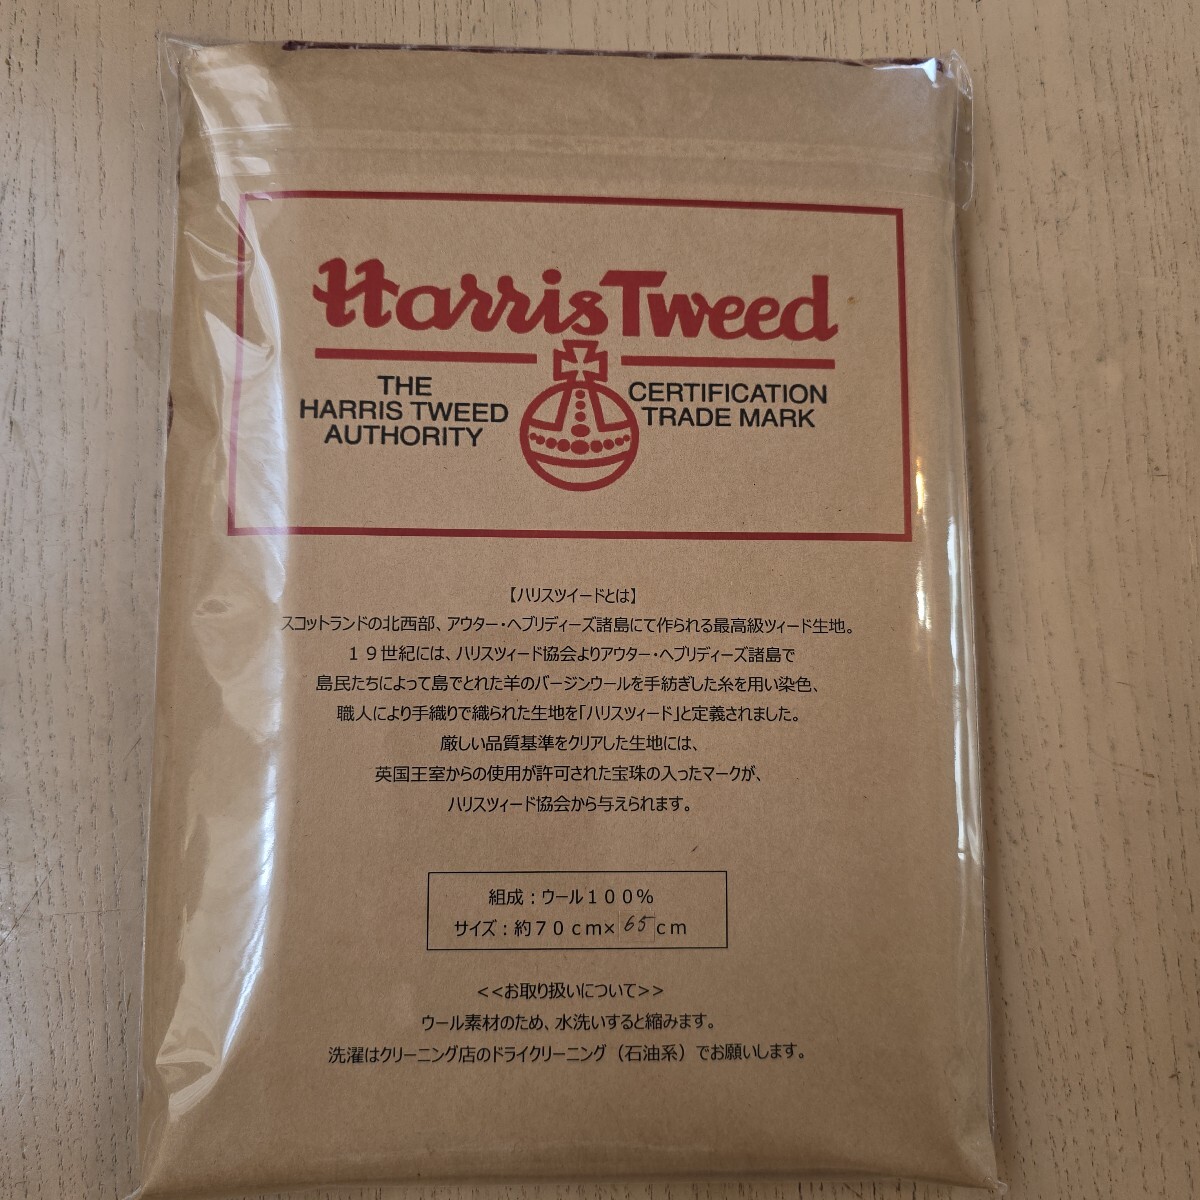 Harris Tweed
THE
HARRIS TWEED
AUTHORITY
CERTIFICATION
TRADE MARK
【ハリスツイードとは】
スコットランドの北西部、アウター・ヘブリディーズ諸島にて作られる最高級ツィード生地。
１９世紀には、ハリスツィード協会よりアウター・ヘブリディーズ諸島で
島民たちによって島でとれた羊のバージンウールを手紡ぎした糸を用い染色、
職人により手織りで織られた生地を「ハリスツィード」と定義されました。
厳しい品質基準をクリアした生地には、
英国王室からの使用が許可された宝珠の入ったマークが、
ハリスツィード協会から与えられます。
組成：ウール１００％
サイズ：約７０ｃｍ×65ｃｍ
<<お取り扱いについて>>
ウール素材のため、水洗いすると縮みます。
洗濯はクリーニング店のドライクリーニング（石油系）でお願いします。